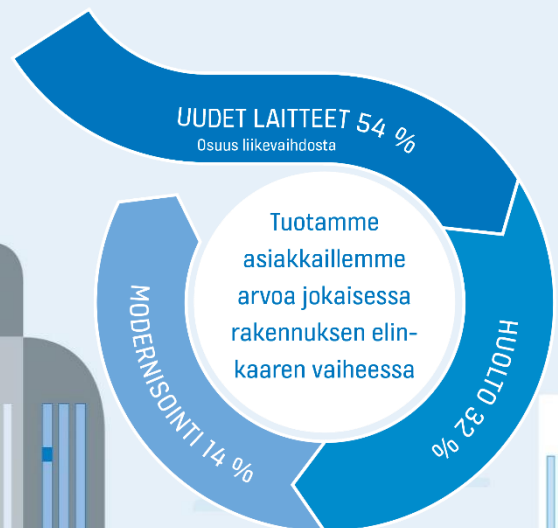 UUDET LAITTEET 54 %
Osuus liikevaihdosta
Tuotamme
asiakkaillemme
arvoa jokaisessa
rakennuksen elin-
kaaren vaiheessa
HUOLTO 32 %
MODERNISOINTI 14 %